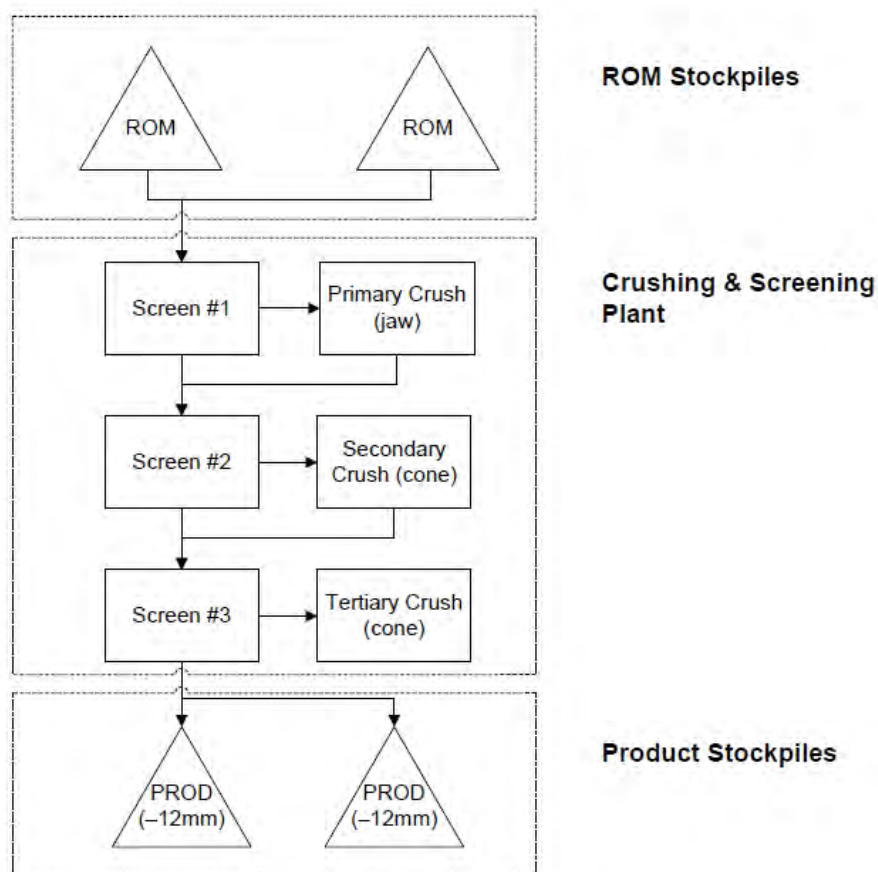 ROM Stockpiles
ROM
ROM
Crushing & Screening
Plant
Screen #1
Primary Crush
(jaw)
Screen #2
Secondary
Crush (cone)
Screen #3
Tertiary Crush
(cone)
Product Stockpiles
PROD
(–12mm)
PROD
(–12mm)